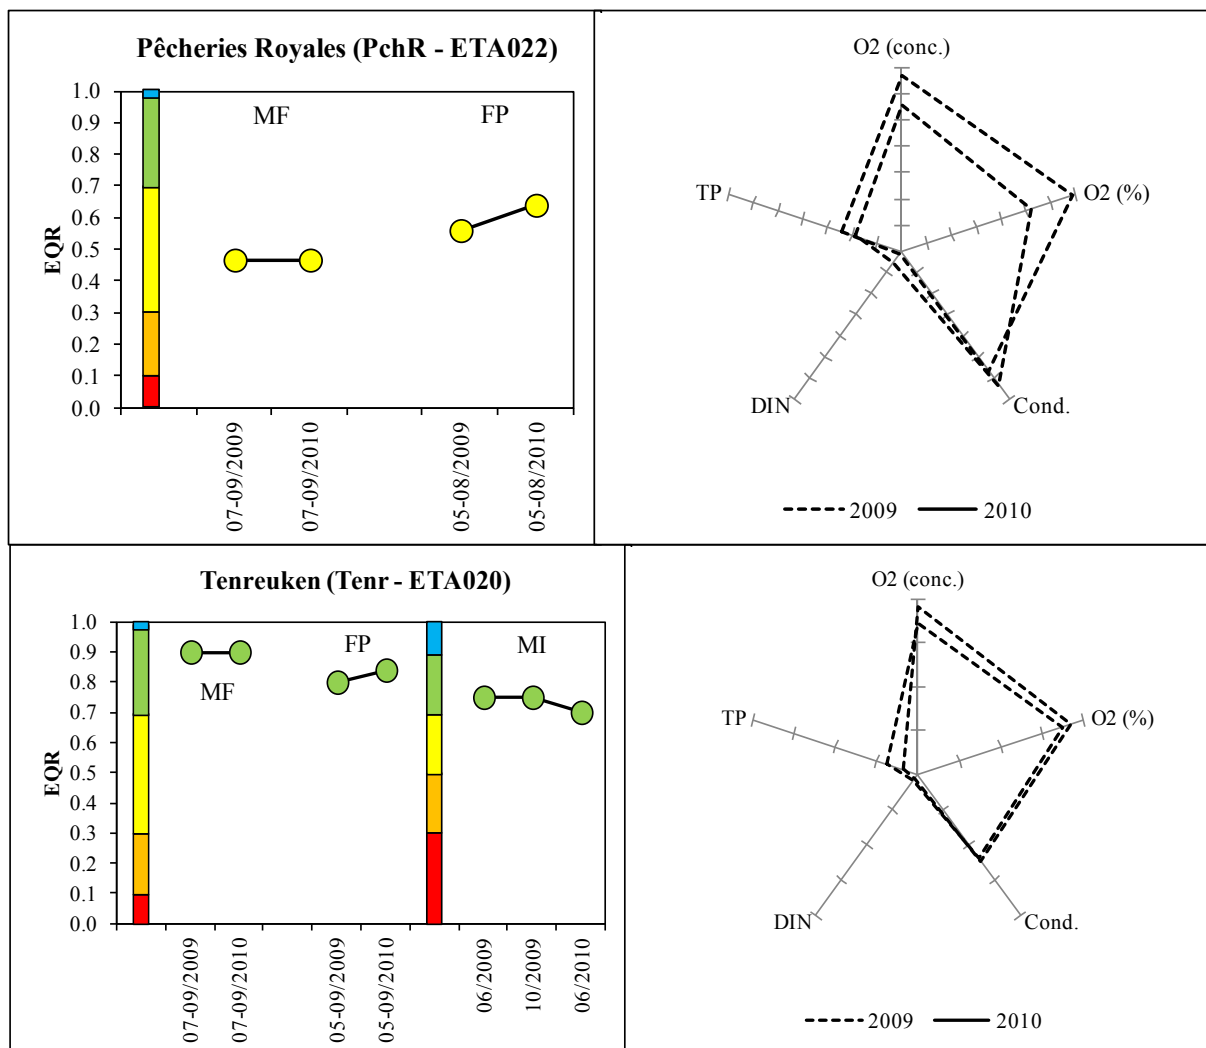 Pêcheries Royales (PchR - ETA022)
EQR
1.0
0.9
0.8
0.7
0.6
0.5
0.4
0.3
0.2
0.1
0.0
MF
FP
07-09/2009
07-09/2010
05-08/2009
05-08/2010
O2 (conc.)
O2 (%)
Cond.
DIN
TP
2009
2010
Tenreuken (Tenr - ETA020)
EQR
1.0
0.9
0.8
0.7
0.6
0.5
0.4
0.3
0.2
0.1
0.0
MF
FP
MI
07-09/2009
07-09/2010
05-09/2009
05-09/2010
06/2009
10/2009
06/2010
O2 (conc.)
O2 (%)
Cond.
DIN
TP
2009
2010